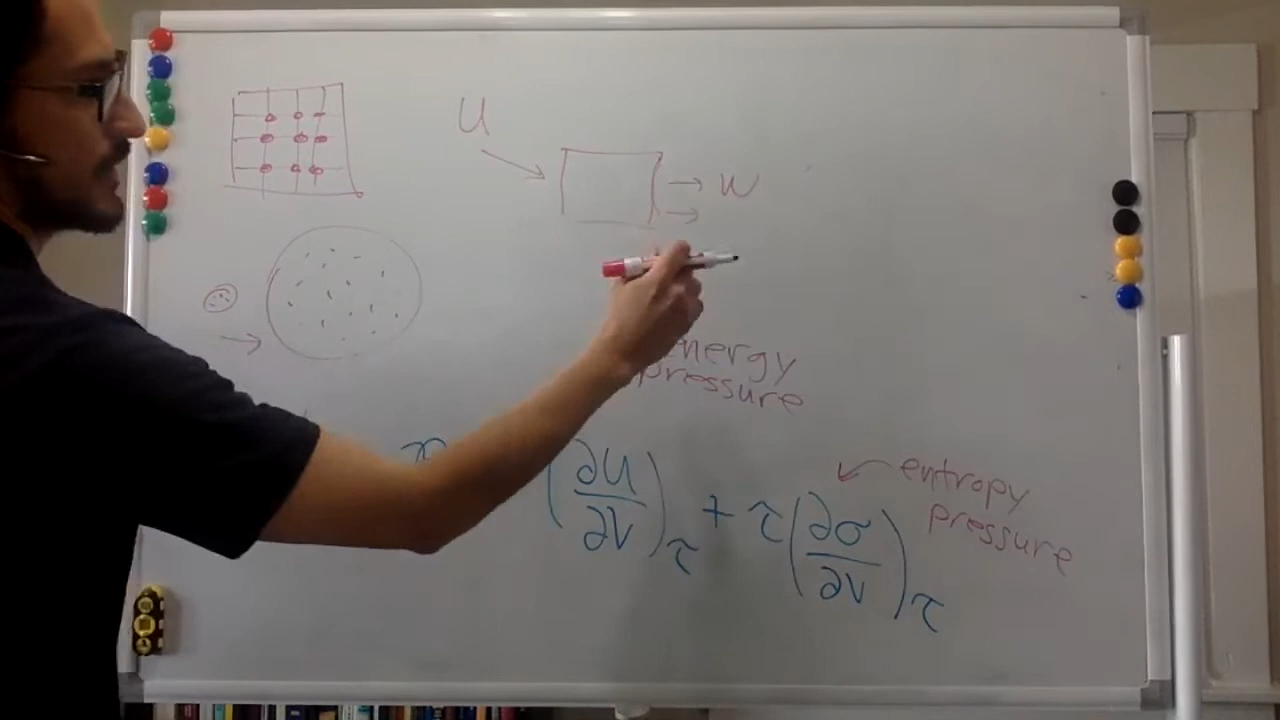 U
W
energy
pressure
(∂U/∂V)τ + τ(∂σ/∂V)τ
entropy
pressure